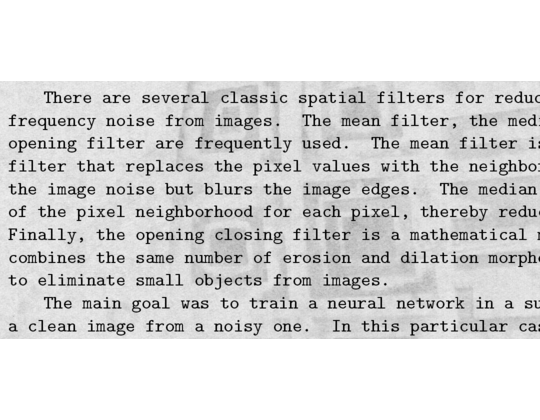 There are several classic spatial filters for reduc
frequency noise from images. The mean filter, the medi
opening filter are frequently used. The mean filter is
filter that replaces the pixel values with the neighbor
the image noise but blurs the image edges. The median
of the pixel neighborhood for each pixel, thereby reduc
Finally, the opening closing filter is a mathematical m
combines the same number of erosion and dilation morpho
to eliminate small objects from images.
The main goal was to train a neural network in a su
a clean image from a noisy one. In this particular cas